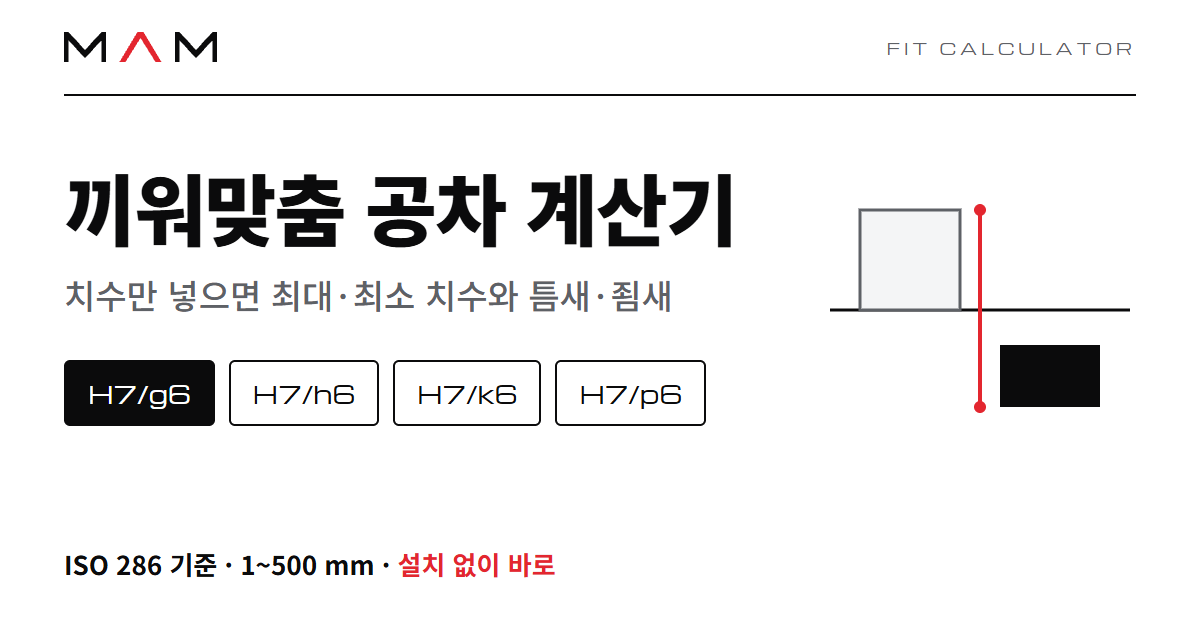 MAM
FIT CALCULATOR
끼워맞춤 공차 계산기
치수만 넣으면 최대·최소 치수와 틈새·죔새
H7/g6
H7/h6
H7/k6
H7/p6
ISO 286 기준 · 1~500 mm · 설치 없이 바로